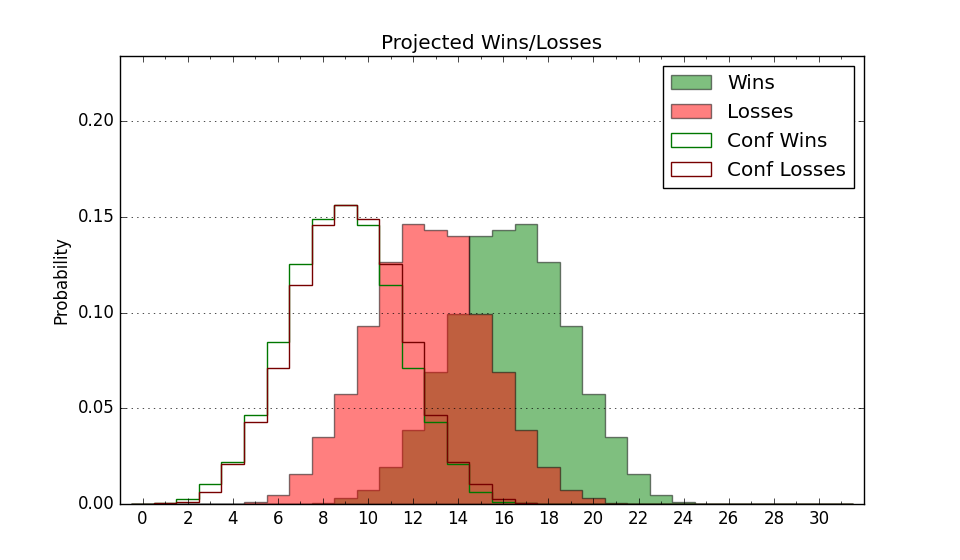 Projected Wins/Losses
Wins
Losses
Conf Wins
Conf Losses
Probability
0.20
0.15
0.10
0.05
0.00
0 2 4 6 8 10 12 14 16 18 20 22 24 26 28 30